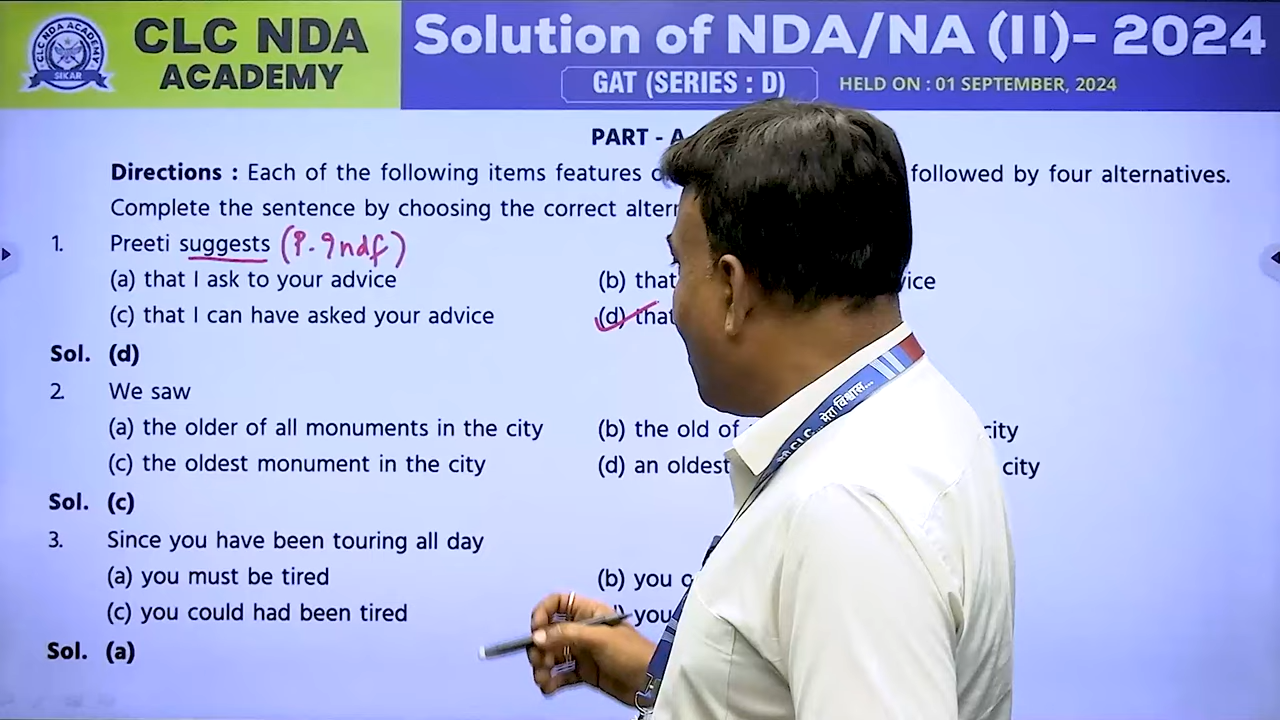 CLC NDA ACADEMY
SIKAR
CLC NDA
ACADEMY
Solution of NDA/NA (II)- 2024
GAT (SERIES : D)
HELD ON : 01 SEPTEMBER, 2024
PART - A
Directions : Each of the following items features followed by four alternatives.
Complete the sentence by choosing the correct
1. Preeti suggests (P. Indf)
(a) that I ask to your advice (b) that
(c) that I can have asked your advice (d) that
Sol. (d)
2. We saw
(a) the older of all monuments in the city (b) the old of city
(c) the oldest monument in the city (d) an oldest city
Sol. (c)
3. Since you have been touring all day
(a) you must be tired (b) you
(c) you could had been tired you
Sol. (a)
CLC... मेरा विश्वास...